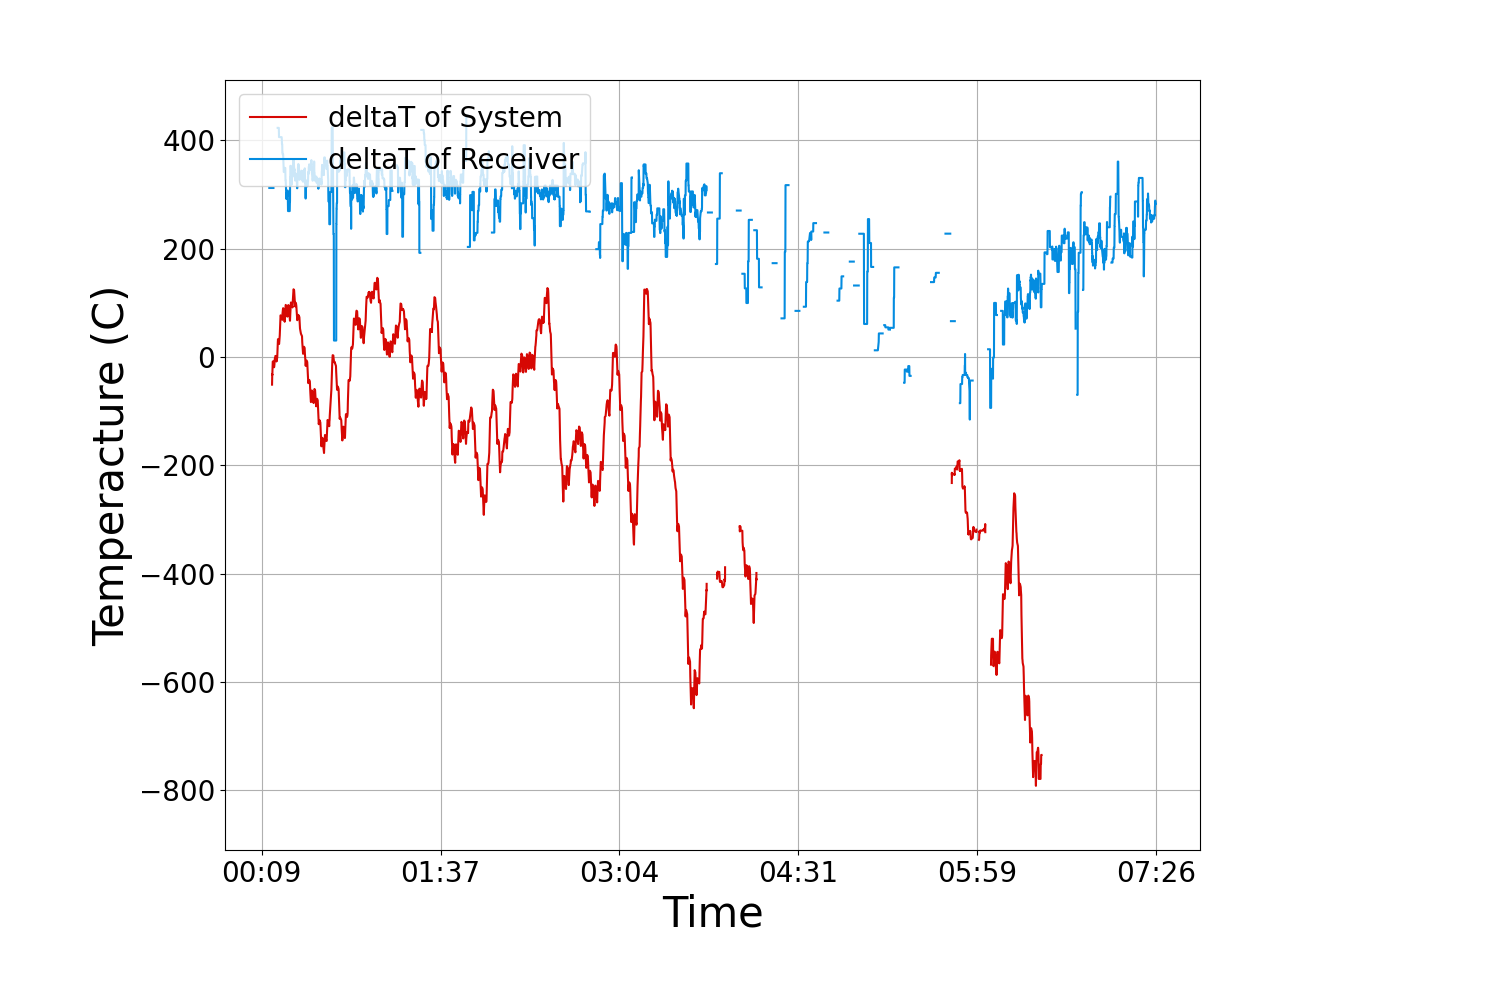 deltaT of System
deltaT of Receiver
400
200
0
−200
−400
−600
−800
Temperacture (C)
00:09 01:37 03:04 04:31 05:59 07:26
Time